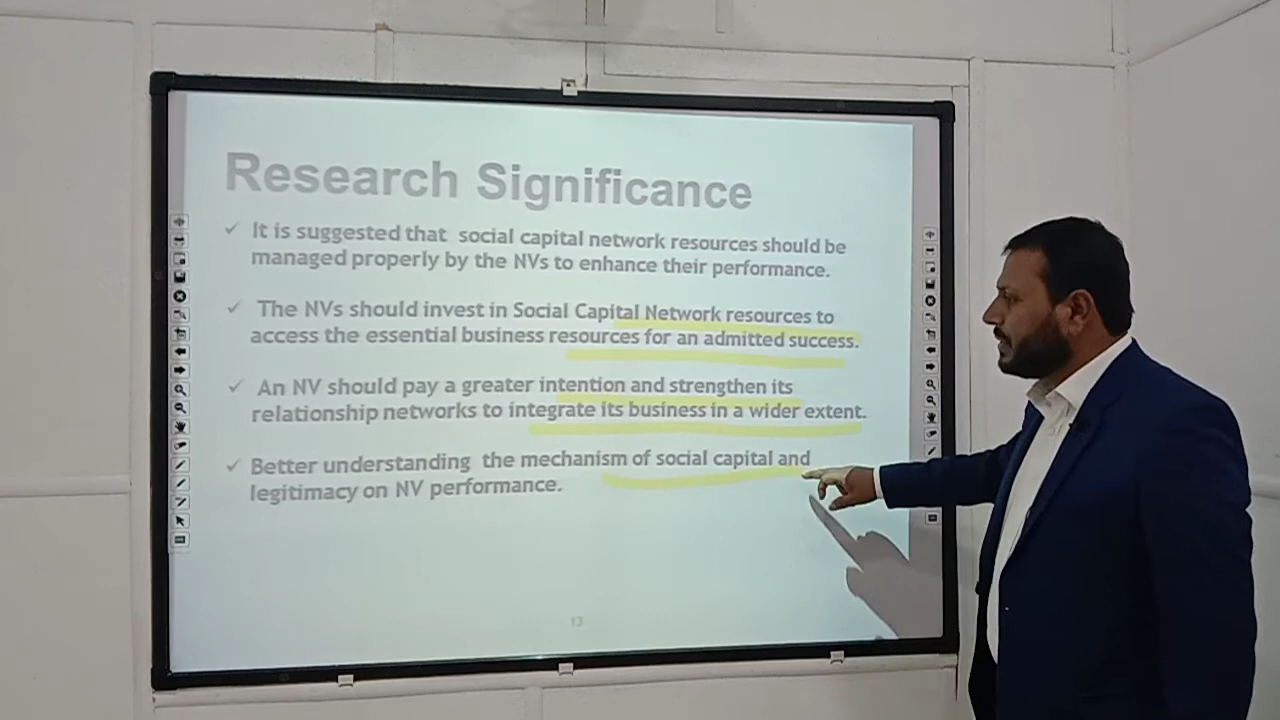 Research Significance
✓ It is suggested that social capital network resources should be
managed properly by the NVs to enhance their performance.
✓ The NVs should invest in Social Capital Network resources to
access the essential business resources for an admitted success.
✓ An NV should pay a greater intention and strengthen its
relationship networks to integrate its business in a wider extent.
✓ Better understanding the mechanism of social capital and
legitimacy on NV performance.
13